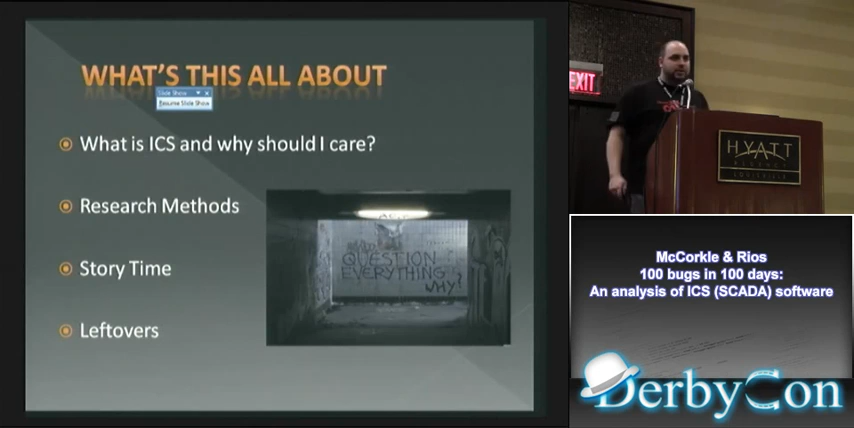 WHAT'S THIS ALL ABOUT
Slide Show
Resume Slide Show
What is ICS and why should I care?
Research Methods
Story Time
Leftovers
QUESTION
EVERYTHING
WHY?
EXIT
HYATT
REGENCY
LOUISVILLE
McCorkle & Rios
100 bugs in 100 days:
An analysis of ICS (SCADA) software
DerbyCon